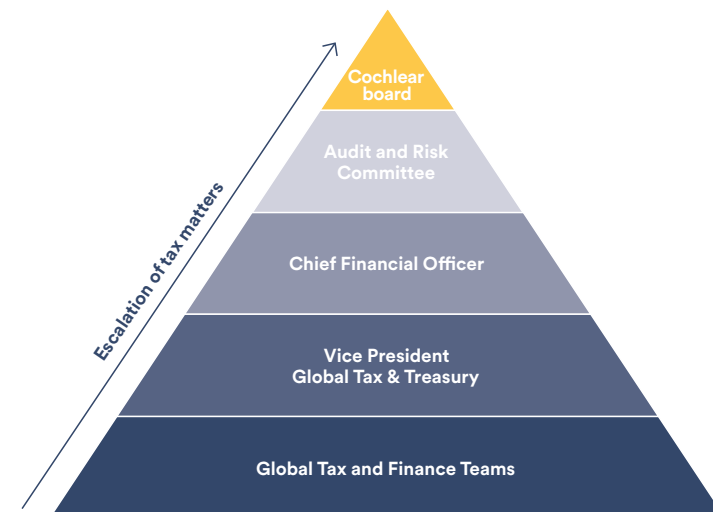 Cochlear
board
Audit and Risk
Committee
Chief Financial Officer
Escalation of tax matters
Vice President
Global Tax & Treasury
Global Tax and Finance Teams